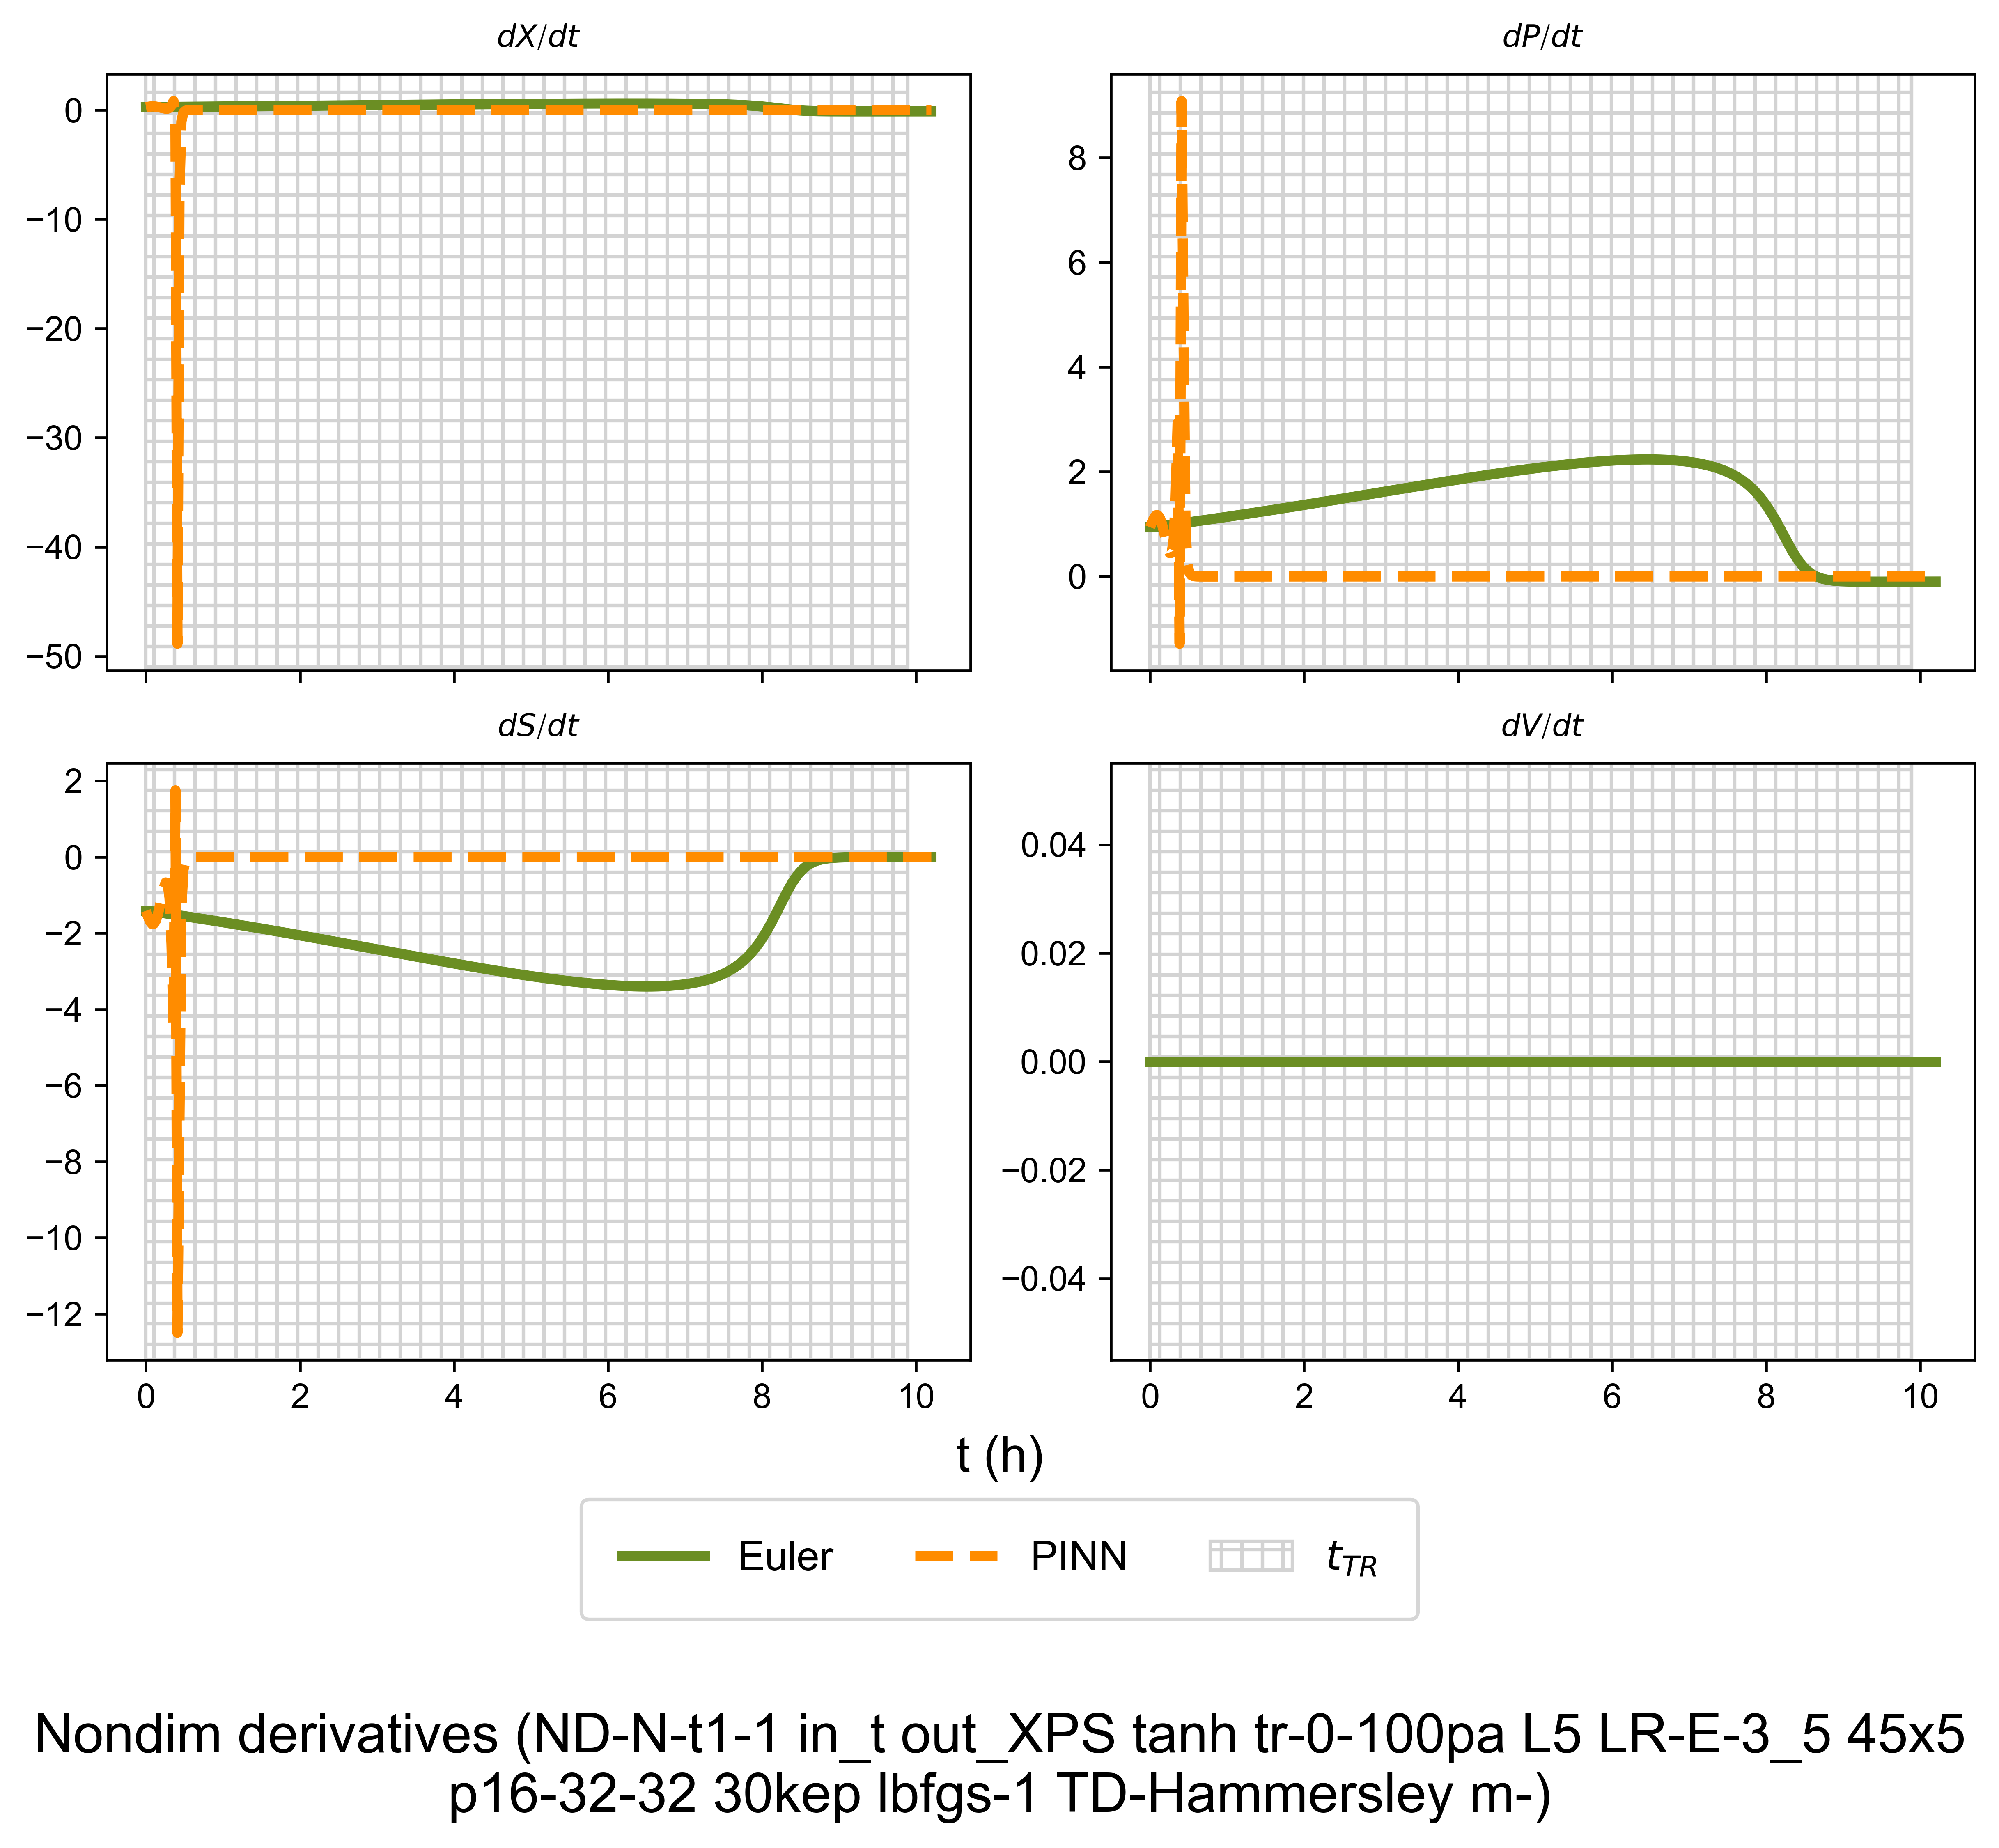 dX/dt
dP/dt
0
−10
−20
−30
−40
−50
8
6
4
2
0
dS/dt
dV/dt
2
0
−2
−4
−6
−8
−10
−12
0.04
0.02
0.00
−0.02
−0.04
0 2 4 6 8 10
0 2 4 6 8 10
t (h)
Euler PINN t_{TR}
Nondim derivatives (ND-N-t1-1 in_t out_XPS tanh tr-0-100pa L5 LR-E-3_5 45x5
p16-32-32 30kep lbfgs-1 TD-Hammersley m-)